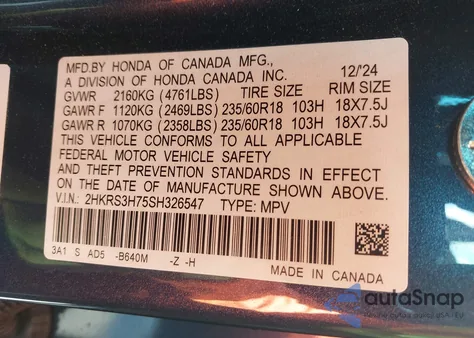 MFD.BY HONDA OF CANADA MFG.,
A DIVISION OF HONDA CANADA INC. 12/'24
GVWR 2160KG (4761LBS) TIRE SIZE RIM SIZE
GAWR F 1120KG (2469LBS) 235/60R18 103H 18X7.5J
GAWR R 1070KG (2358LBS) 235/60R18 103H 18X7.5J
THIS VEHICLE CONFORMS TO ALL APPLICABLE
FEDERAL MOTOR VEHICLE SAFETY
AND THEFT PREVENTION STANDARDS IN EFFECT
ON THE DATE OF MANUFACTURE SHOWN ABOVE.
V.I.N.: 2HKRS3H75SH326547 TYPE: MPV
3A1 S AD5 -B640M -Z -H
MADE IN CANADA
autoSnap